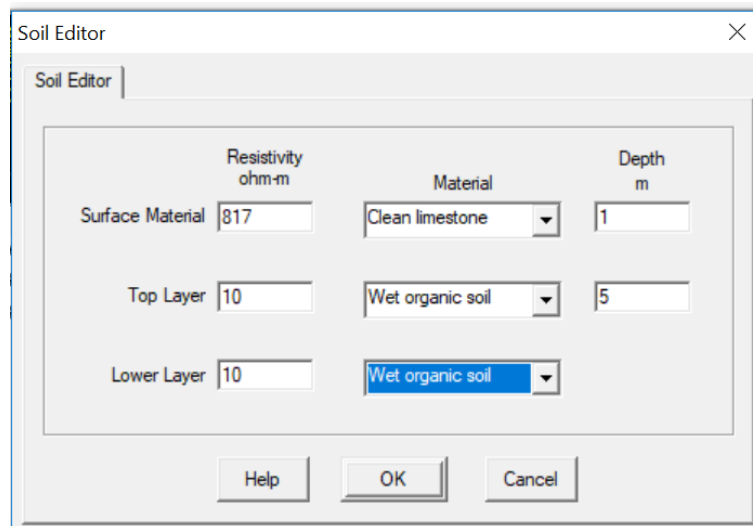 Soil Editor
Soil Editor
Resistivity
ohm-m
Material
Depth
m
Surface Material 817 Clean limestone 1
Top Layer 10 Wet organic soil 5
Lower Layer 10 Wet organic soil
Help OK Cancel